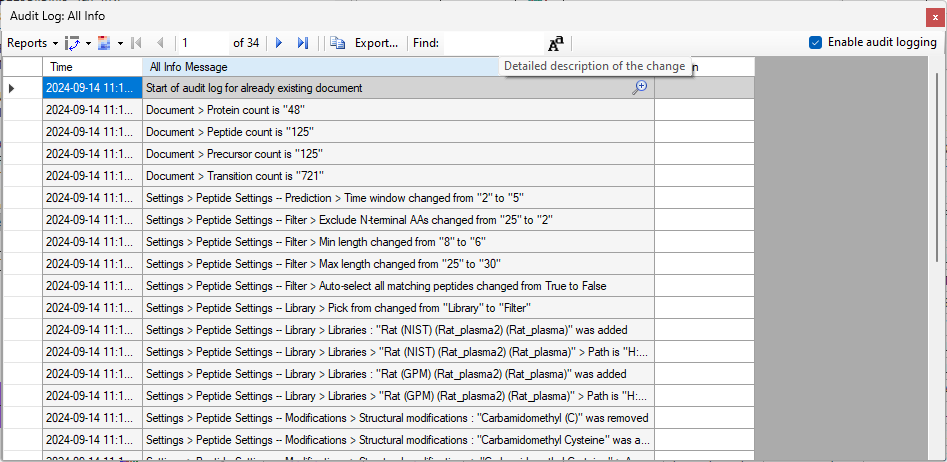 Audit Log: All Info
x
Reports 1 of 34 Export... Find: Aa Enable audit logging
Time All Info Message
Detailed description of the change
2024-09-14 11:1... Start of audit log for already existing document
2024-09-14 11:1... Document > Protein count is "48"
2024-09-14 11:1... Document > Peptide count is "125"
2024-09-14 11:1... Document > Precursor count is "125"
2024-09-14 11:1... Document > Transition count is "721"
2024-09-14 11:1... Settings > Peptide Settings -- Prediction > Time window changed from "2" to "5"
2024-09-14 11:1... Settings > Peptide Settings -- Filter > Exclude N-terminal AAs changed from "25" to "2"
2024-09-14 11:1... Settings > Peptide Settings -- Filter > Min length changed from "8" to "6"
2024-09-14 11:1... Settings > Peptide Settings -- Filter > Max length changed from "25" to "30"
2024-09-14 11:1... Settings > Peptide Settings -- Filter > Auto-select all matching peptides changed from True to False
2024-09-14 11:1... Settings > Peptide Settings -- Library > Pick from changed from "Library" to "Filter"
2024-09-14 11:1... Settings > Peptide Settings -- Library > Libraries : "Rat (NIST) (Rat_plasma2) (Rat_plasma)" was added
2024-09-14 11:1... Settings > Peptide Settings -- Library > Libraries > "Rat (NIST) (Rat_plasma2) (Rat_plasma)" > Path is "H:...
2024-09-14 11:1... Settings > Peptide Settings -- Library > Libraries : "Rat (GPM) (Rat_plasma2) (Rat_plasma)" was added
2024-09-14 11:1... Settings > Peptide Settings -- Library > Libraries > "Rat (GPM) (Rat_plasma2) (Rat_plasma)" > Path is "H:...
2024-09-14 11:1... Settings > Peptide Settings -- Modifications > Structural modifications : "Carbamidomethyl (C)" was removed
2024-09-14 11:1... Settings > Peptide Settings -- Modifications > Structural modifications : "Carbamidomethyl Cysteine" was a...